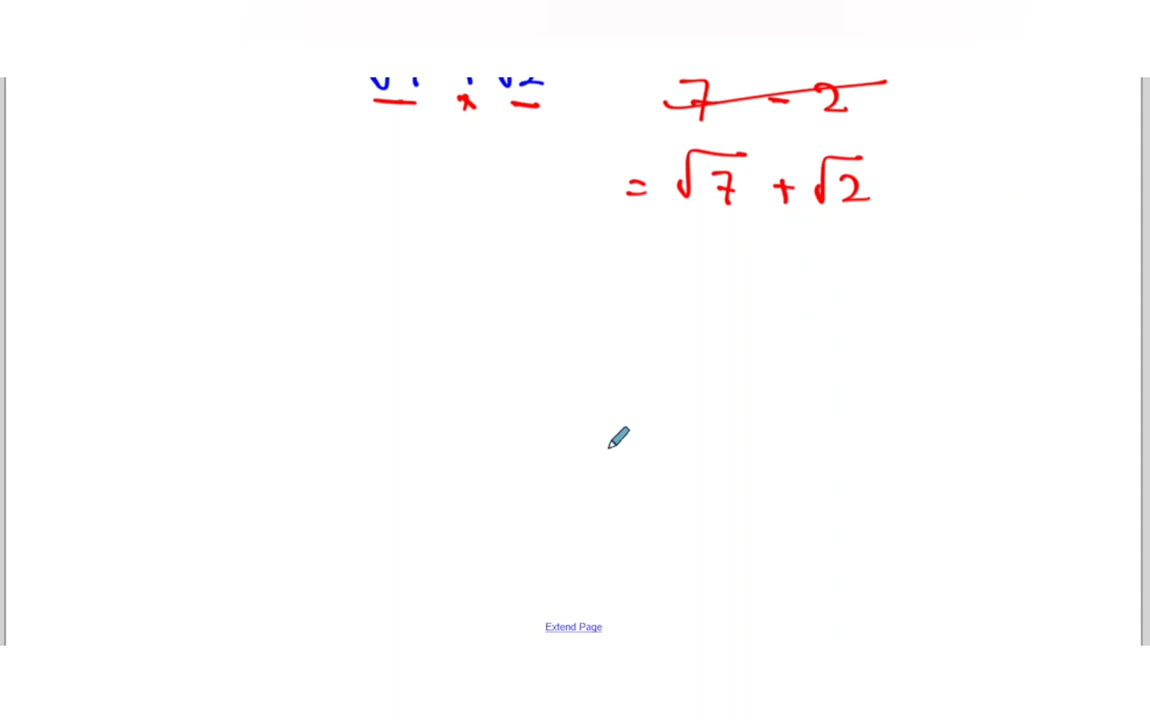 7 - 2
= √7 + √2
Extend Page